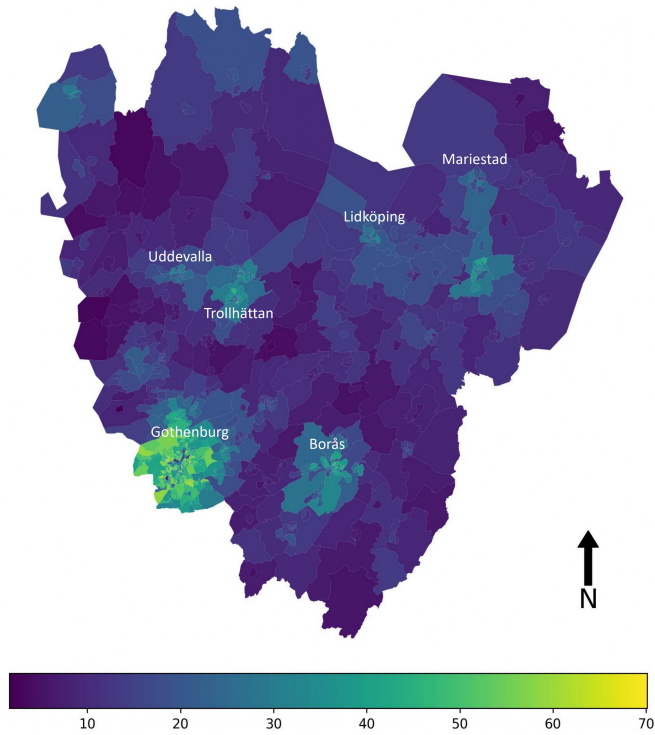 Mariestad
Lidköping
Uddevalla
Trollhättan
Gothenburg
Borås
N
10 20 30 40 50 60 70